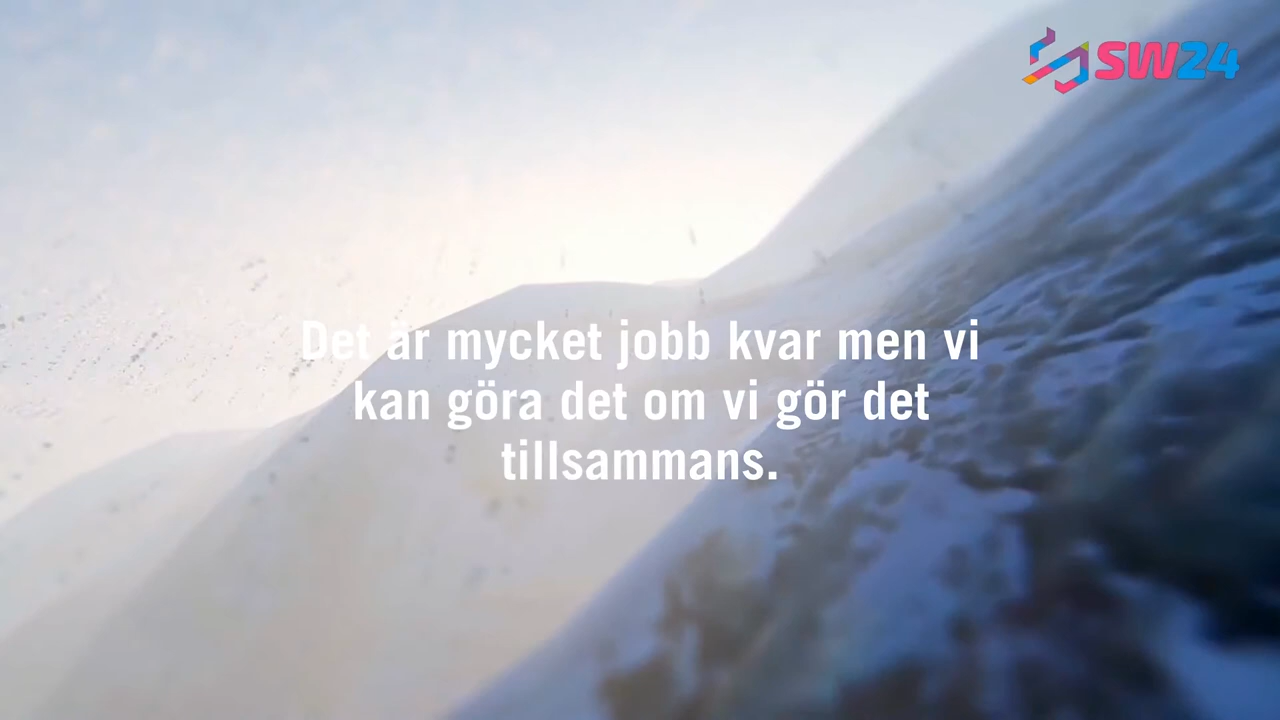 SW24
Det är mycket jobb kvar men vi
kan göra det om vi gör det
tillsammans.